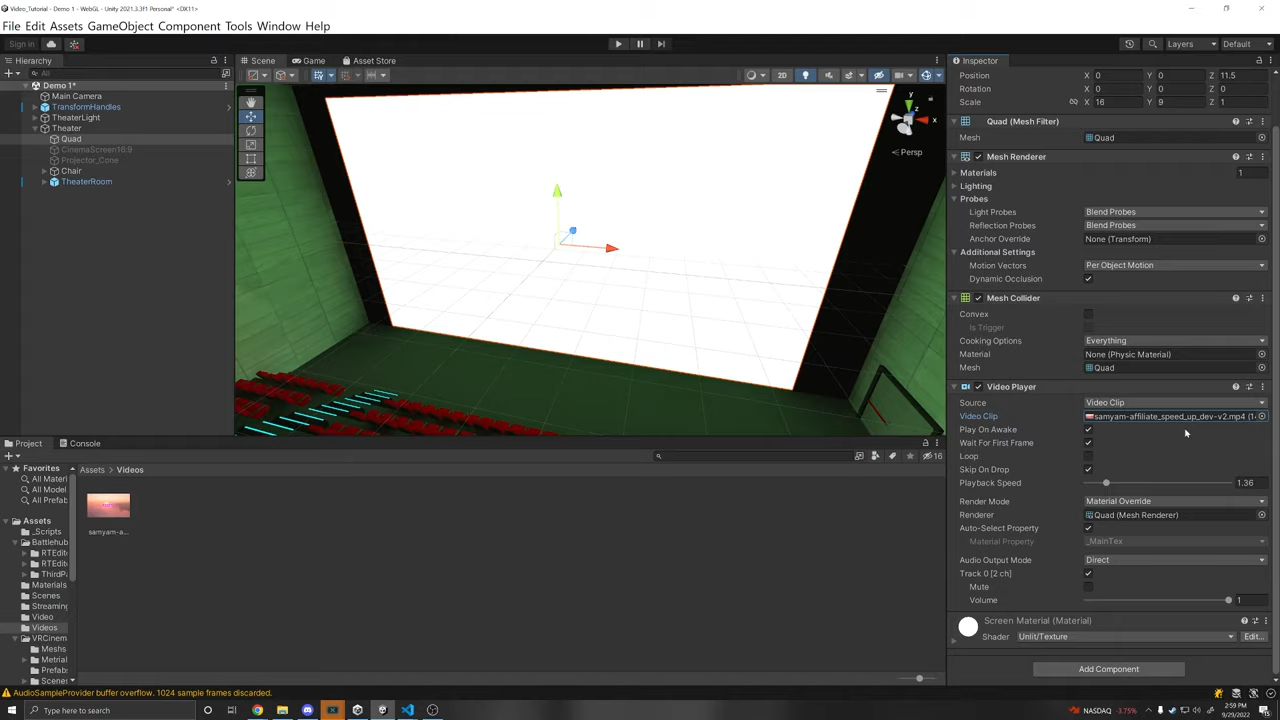 Video_Tutorial - Demo 1 - WebGL - Unity 2021.3.3f1 Personal* <DX11>
File Edit Assets GameObject Component Tools Window Help
Sign in
Layers
Default
Hierarchy
Scene
Game
Asset Store
Inspector
All
2D
Demo 1*
Main Camera
TransformHandles
TheaterLight
Theater
Quad
CinemaScreen16:9
Projector_Cone
Chair
TheaterRoom
y
x
z
Persp
Position X 0 Y 0 Z 11.5
Rotation X 0 Y 0 Z 0
Scale X 16 Y 9 Z 1
Quad (Mesh Filter)
Mesh Quad
Mesh Renderer
Materials 1
Lighting
Probes
Light Probes Blend Probes
Reflection Probes Blend Probes
Anchor Override None (Transform)
Additional Settings
Motion Vectors Per Object Motion
Dynamic Occlusion
Mesh Collider
Convex
Is Trigger
Cooking Options Everything
Material None (Physic Material)
Mesh Quad
Video Player
Source Video Clip
Video Clip samyam-affiliate_speed_up_dev-v2.mp4
Play On Awake
Wait For First Frame
Loop
Skip On Drop
Playback Speed 1.36
Render Mode Material Override
Renderer Quad (Mesh Renderer)
Auto-Select Property
Material Property _MainTex
Audio Output Mode Direct
Track 0 [2 ch]
Mute
Volume 1
Screen Material (Material)
Shader Unlit/Texture Edit...
Add Component
Project
Console
16
Favorites
All Materi
All Model
All Prefab
Assets
_Scripts
Battlehub
RTEdit
RTEdit
ThirdPa
Materials
Scenes
Streaming
Video
Videos
VRCinem
Meshs
Metrial
Prefab
Scenes
Assets > Videos
samyam-a...
AudioSampleProvider buffer overflow. 1024 sample frames discarded.
Type here to search
NASDAQ -3.75%
2:59 PM
9/29/2022